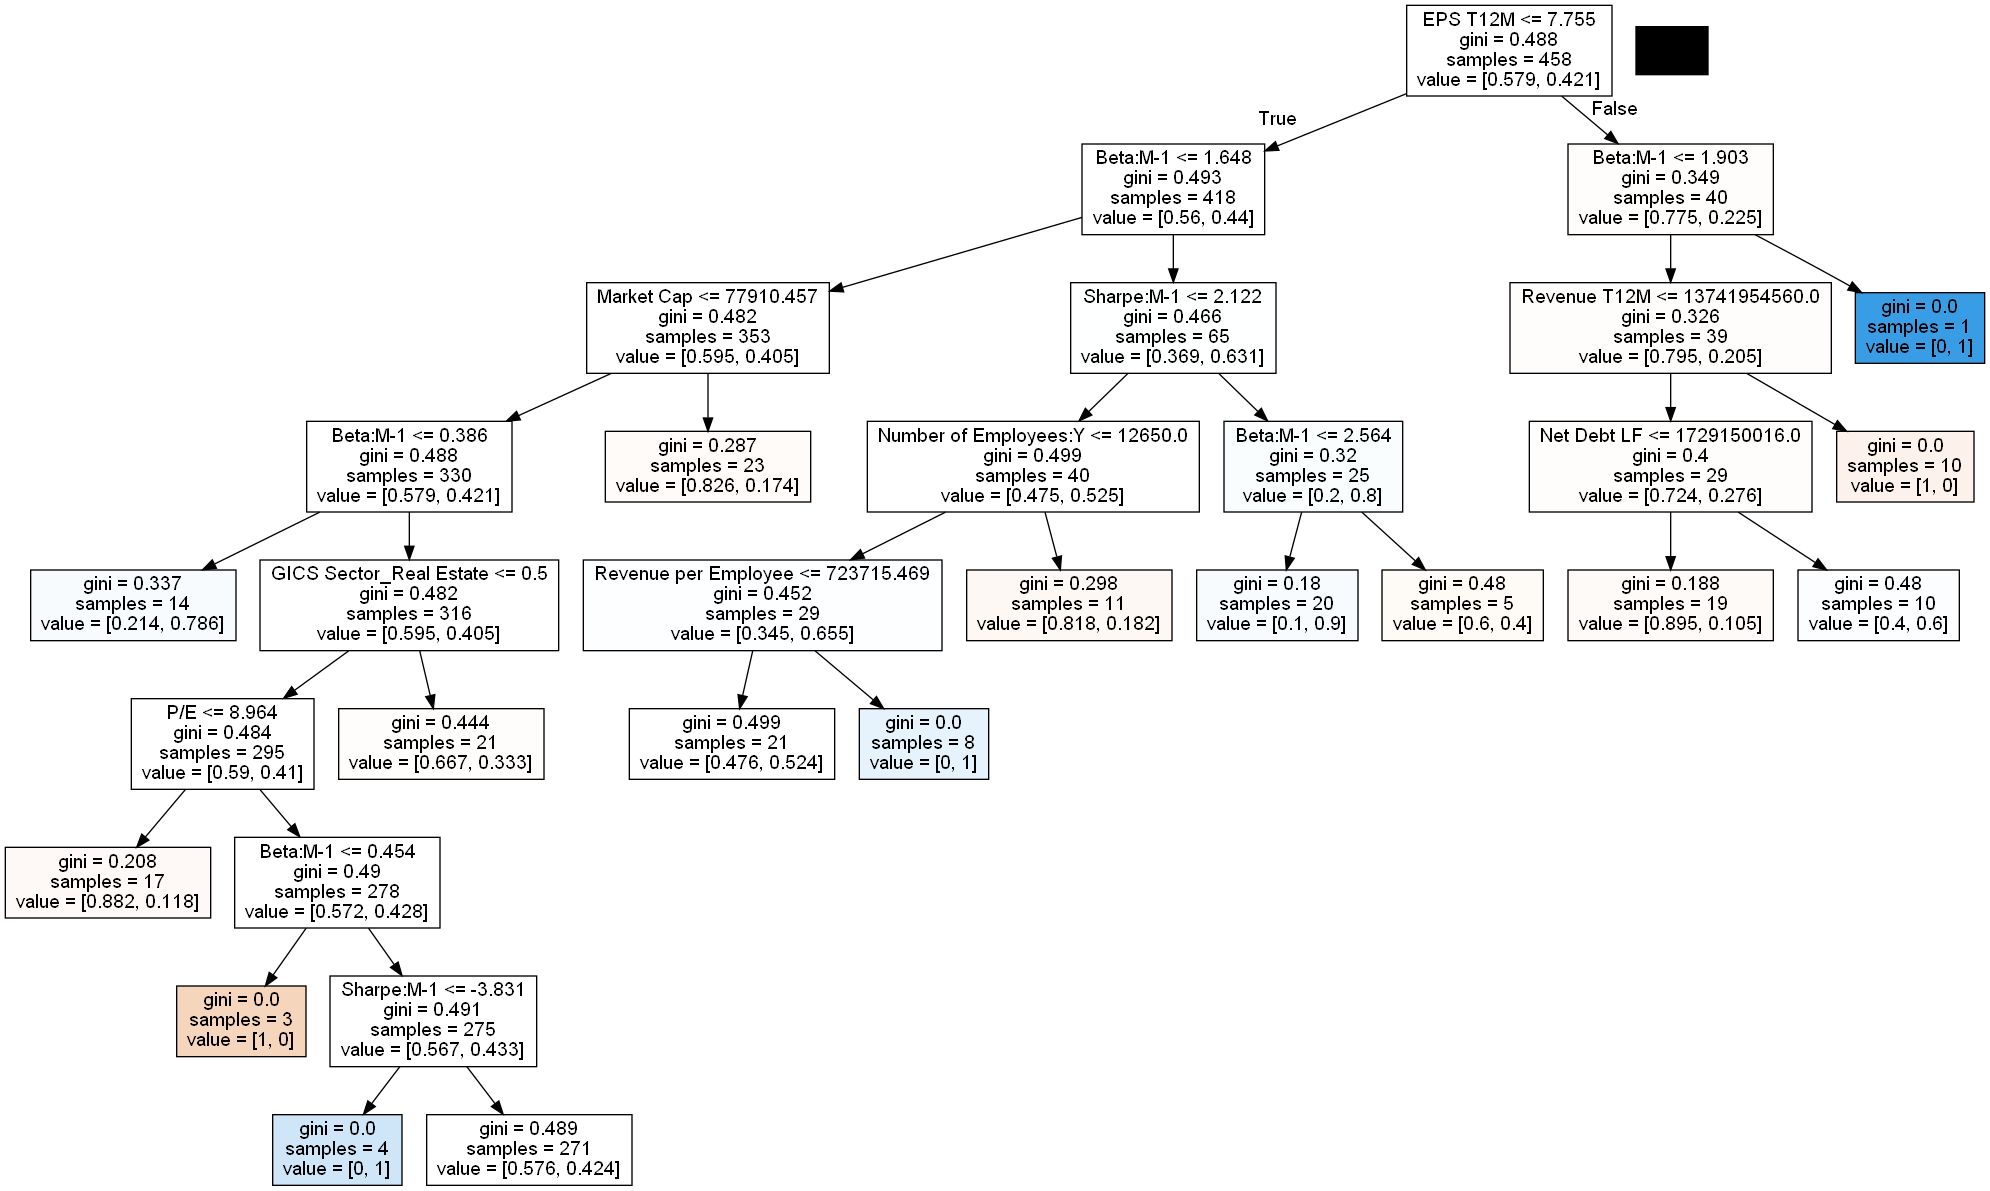 EPS T12M <= 7.755
gini = 0.488
samples = 458
value = [0.579, 0.421]
True
False
Beta:M-1 <= 1.648
gini = 0.493
samples = 418
value = [0.56, 0.44]
Beta:M-1 <= 1.903
gini = 0.349
samples = 40
value = [0.775, 0.225]
Market Cap <= 77910.457
gini = 0.482
samples = 353
value = [0.595, 0.405]
Sharpe:M-1 <= 2.122
gini = 0.466
samples = 65
value = [0.369, 0.631]
Revenue T12M <= 13741954560.0
gini = 0.326
samples = 39
value = [0.795, 0.205]
gini = 0.0
samples = 1
value = [0, 1]
Beta:M-1 <= 0.386
gini = 0.488
samples = 330
value = [0.579, 0.421]
gini = 0.287
samples = 23
value = [0.826, 0.174]
Number of Employees:Y <= 12650.0
gini = 0.499
samples = 40
value = [0.475, 0.525]
Beta:M-1 <= 2.564
gini = 0.32
samples = 25
value = [0.2, 0.8]
Net Debt LF <= 1729150016.0
gini = 0.4
samples = 29
value = [0.724, 0.276]
gini = 0.0
samples = 10
value = [1, 0]
gini = 0.337
samples = 14
value = [0.214, 0.786]
GICS Sector_Real Estate <= 0.5
gini = 0.482
samples = 316
value = [0.595, 0.405]
Revenue per Employee <= 723715.469
gini = 0.452
samples = 29
value = [0.345, 0.655]
gini = 0.298
samples = 11
value = [0.818, 0.182]
gini = 0.18
samples = 20
value = [0.1, 0.9]
gini = 0.48
samples = 5
value = [0.6, 0.4]
gini = 0.188
samples = 19
value = [0.895, 0.105]
gini = 0.48
samples = 10
value = [0.4, 0.6]
P/E <= 8.964
gini = 0.484
samples = 295
value = [0.59, 0.41]
gini = 0.444
samples = 21
value = [0.667, 0.333]
gini = 0.499
samples = 21
value = [0.476, 0.524]
gini = 0.0
samples = 8
value = [0, 1]
gini = 0.208
samples = 17
value = [0.882, 0.118]
Beta:M-1 <= 0.454
gini = 0.49
samples = 278
value = [0.572, 0.428]
gini = 0.0
samples = 3
value = [1, 0]
Sharpe:M-1 <= -3.831
gini = 0.491
samples = 275
value = [0.567, 0.433]
gini = 0.0
samples = 4
value = [0, 1]
gini = 0.489
samples = 271
value = [0.576, 0.424]